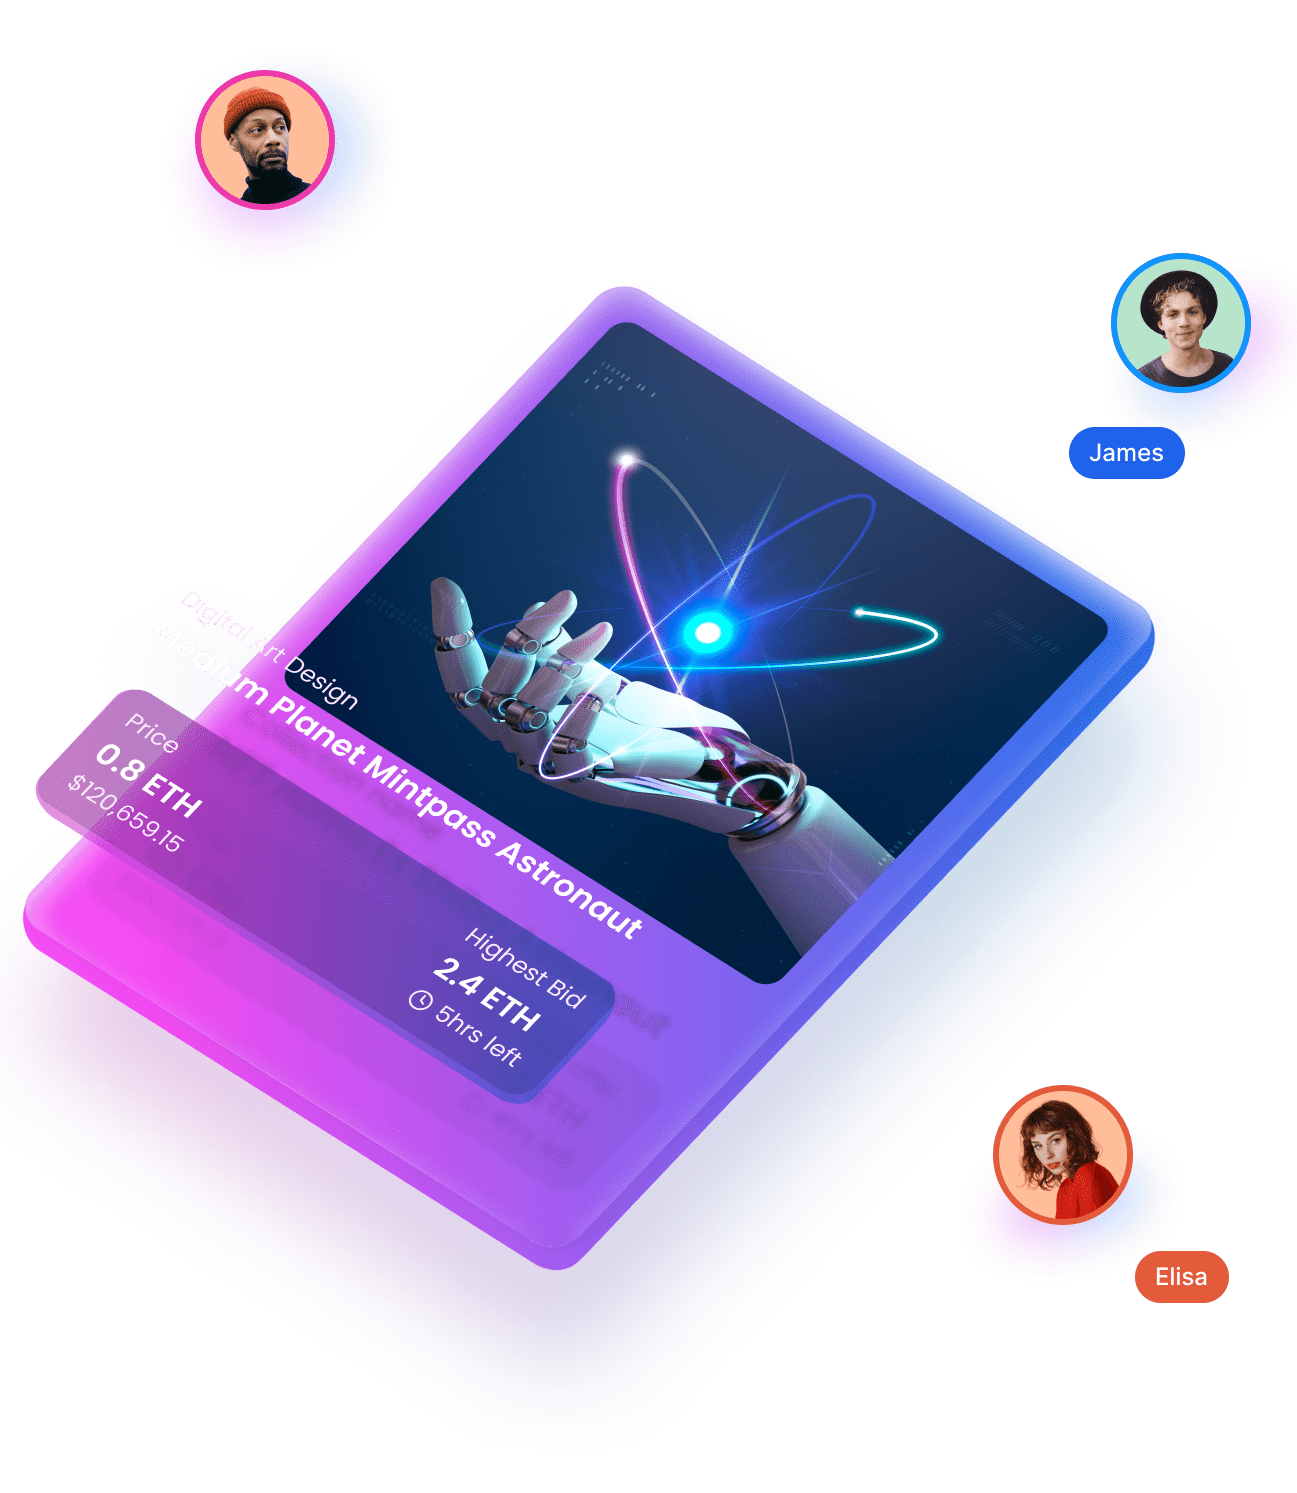 James
Digital Art Design
Medium Planet Mintpass Astronaut
Price
0.8 ETH
$120,659.15
Highest Bid
2.4 ETH
5hrs left
Elisa